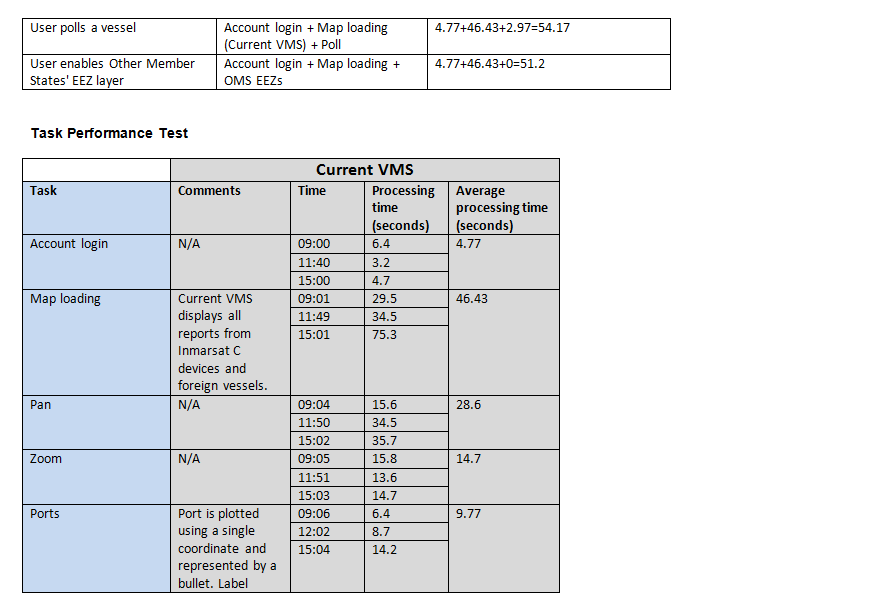 User polls a vessel
Account login + Map loading
(Current VMS) + Poll
4.77+46.43+2.97=54.17
User enables Other Member
States' EEZ layer
Account login + Map loading +
OMS EEZs
4.77+46.43+0=51.2
Task Performance Test
Current VMS
Task
Comments
Time
Processing
time
(seconds)
Average
processing time
(seconds)
Account login
N/A
09:00
6.4
4.77
11:40
3.2
15:00
4.7
Map loading
Current VMS
displays all
reports from
Inmarsat C
devices and
foreign vessels.
09:01
29.5
46.43
11:49
34.5
15:01
75.3
Pan
N/A
09:04
15.6
28.6
11:50
34.5
15:02
35.7
Zoom
N/A
09:05
15.8
14.7
11:51
13.6
15:03
14.7
Ports
Port is plotted
using a single
coordinate and
represented by a
bullet. Label
09:06
6.4
9.77
12:02
8.7
15:04
14.2